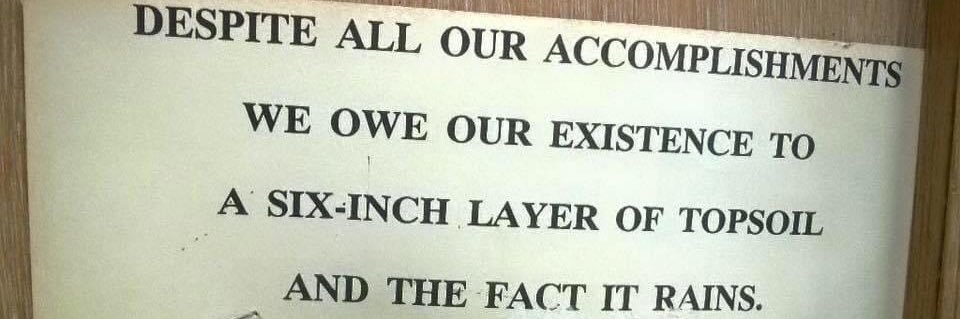 DESPITE ALL OUR ACCOMPLISHMENTS
WE OWE OUR EXISTENCE TO
A SIX-INCH LAYER OF TOPSOIL
AND THE FACT IT RAINS.